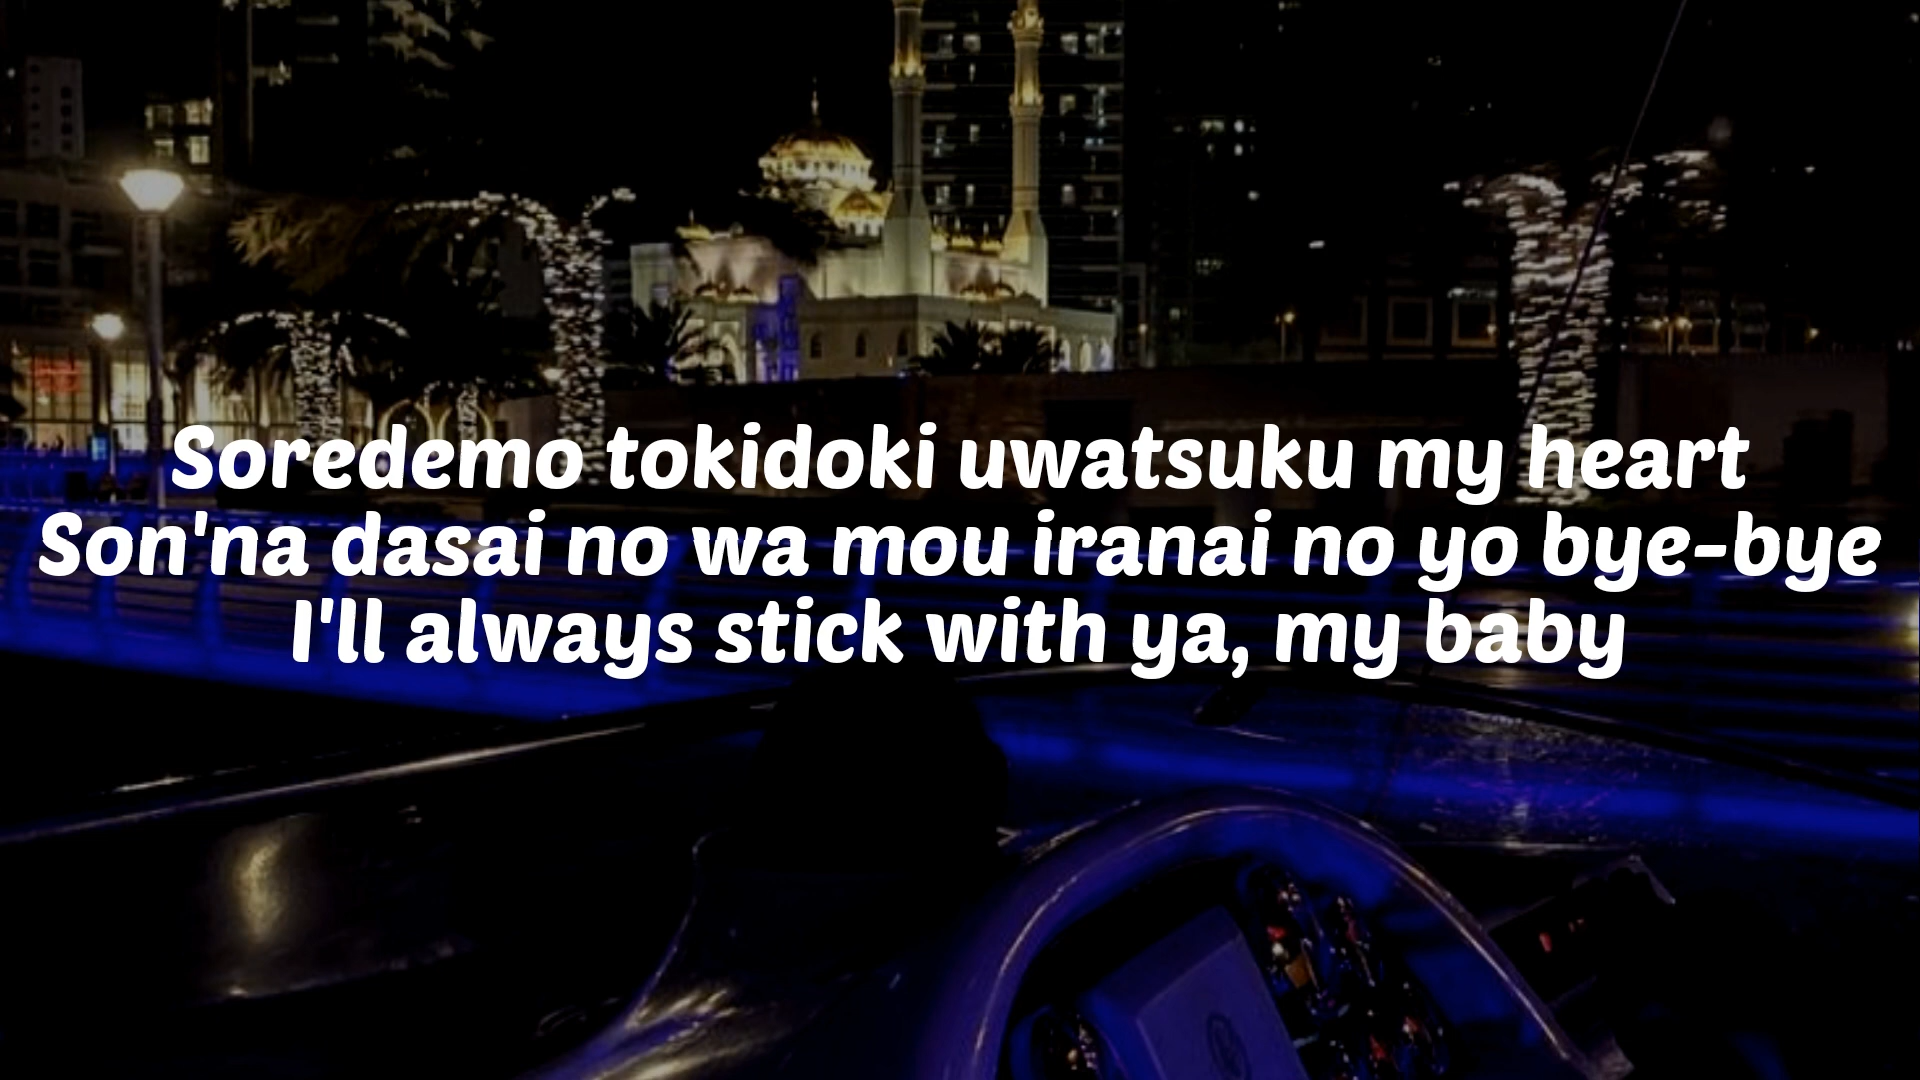 Soredemo tokidoki uwatsuku my heart
Son'na dasai no wa mou iranai no yo bye-bye
I'll always stick with ya, my baby